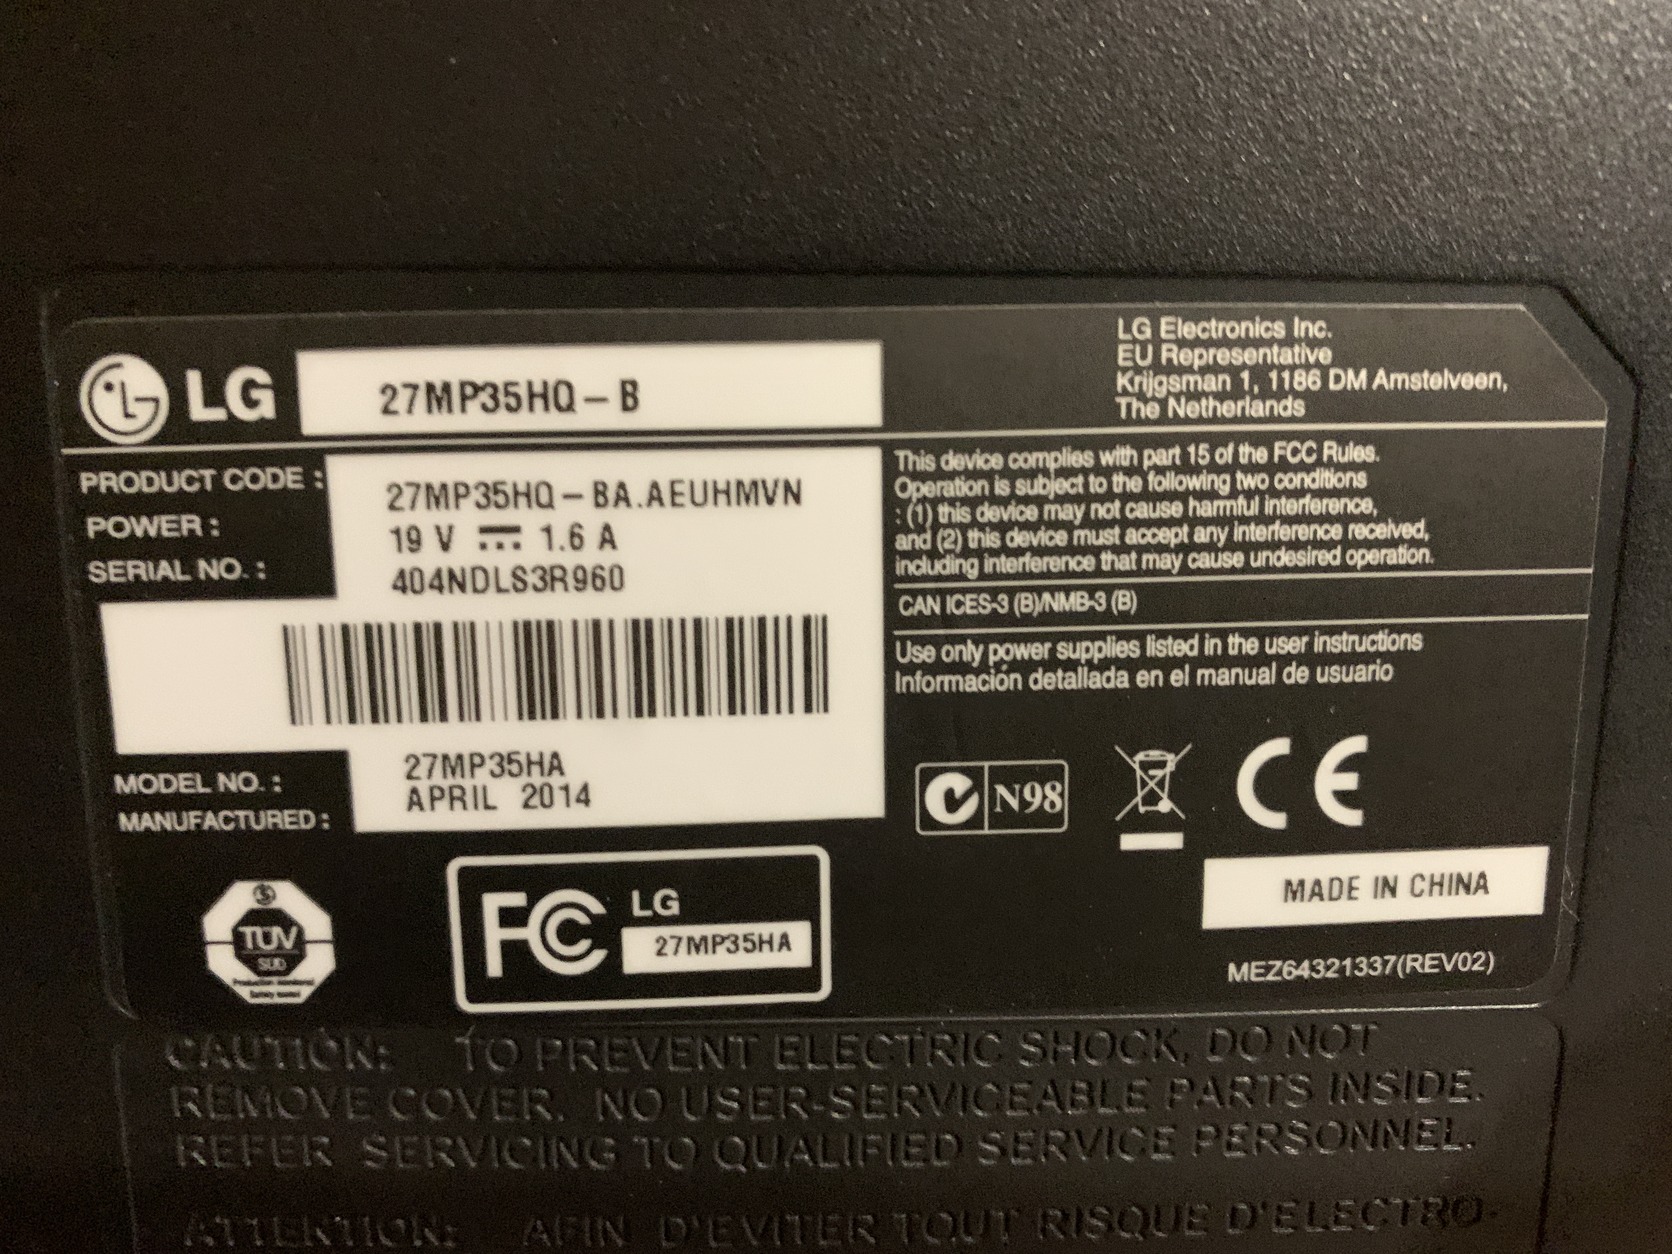 LG 27MP35HQ-B
LG Electronics Inc.
EU Representative
Krijgsman 1, 1186 DM Amstelveen,
The Netherlands
PRODUCT CODE : 27MP35HQ-BA.AEUHMVN
POWER : 19 V ⎓ 1.6 A
SERIAL NO. : 404NDLS3R960
MODEL NO. : 27MP35HA
MANUFACTURED : APRIL 2014
This device complies with part 15 of the FCC Rules.
Operation is subject to the following two conditions
: (1) this device may not cause harmful interference,
and (2) this device must accept any interference received,
including interference that may cause undesired operation.
CAN ICES-3 (B)/NMB-3 (B)
Use only power supplies listed in the user instructions
Información detallada en el manual de usuario
N98
CE
TÜV
SÜD
FC LG
27MP35HA
MADE IN CHINA
MEZ64321337(REV02)
CAUTION: TO PREVENT ELECTRIC SHOCK, DO NOT
REMOVE COVER. NO USER-SERVICEABLE PARTS INSIDE.
REFER SERVICING TO QUALIFIED SERVICE PERSONNEL.
ATTENTION: AFIN D'EVITER TOUT RISQUE D'ELECTRO-